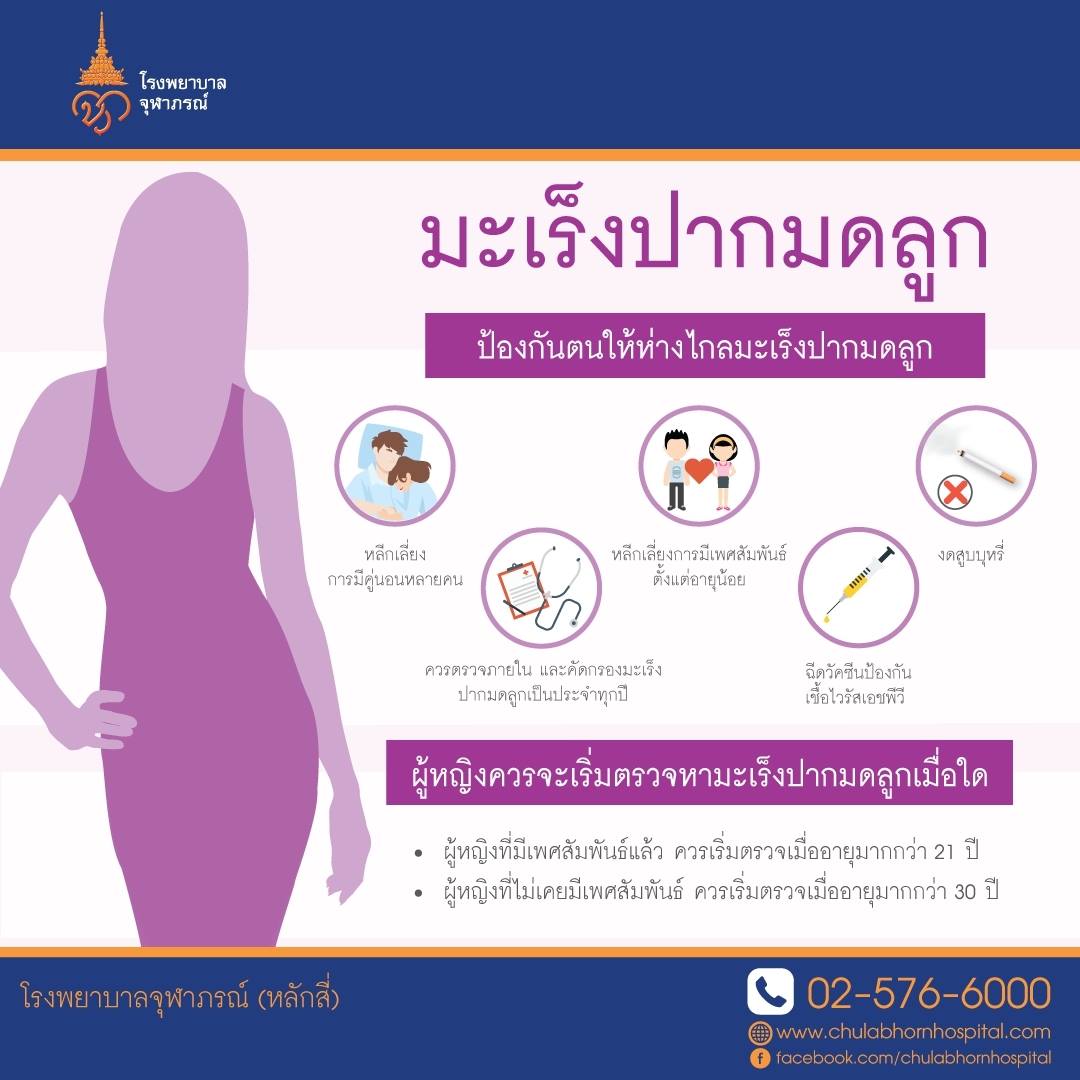 โรงพยาบาล
จุฬาภรณ์
มะเร็งปากมดลูก
ป้องกันตนให้ห่างไกลมะเร็งปากมดลูก
หลีกเลี่ยง
การมีคู่นอนหลายคน
ควรตรวจภายใน และคัดกรองมะเร็ง
ปากมดลูกเป็นประจำทุกปี
หลีกเลี่ยงการมีเพศสัมพันธ์
ตั้งแต่อายุน้อย
ฉีดวัคซีนป้องกัน
เชื้อไวรัสเอชพีวี
งดสูบบุหรี่
ผู้หญิงควรจะเริ่มตรวจหามะเร็งปากมดลูกเมื่อใด
• ผู้หญิงที่มีเพศสัมพันธ์แล้ว ควรเริ่มตรวจเมื่ออายุมากกว่า 21 ปี
• ผู้หญิงที่ไม่เคยมีเพศสัมพันธ์ ควรเริ่มตรวจเมื่ออายุมากกว่า 30 ปี
โรงพยาบาลจุฬาภรณ์ (หลักสี่)
02-576-6000
www.chulabhornhospital.com
facebook.com/chulabhornhospital